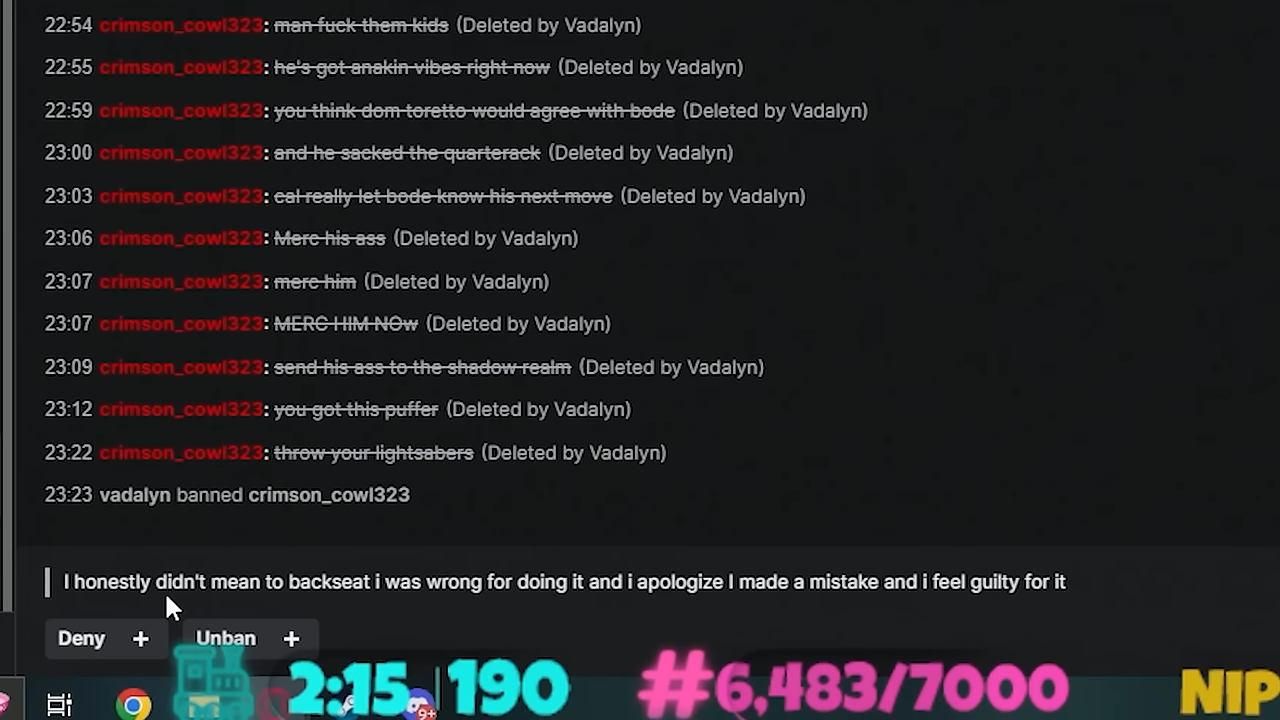 22:54 crimson_cowl323: man fuck them kids (Deleted by Vadalyn)
22:55 crimson_cowl323: he's got anakin vibes right now (Deleted by Vadalyn)
22:59 crimson_cowl323: you think dom toretto would agree with bode (Deleted by Vadalyn)
23:00 crimson_cowl323: and he sacked the quarterack (Deleted by Vadalyn)
23:03 crimson_cowl323: cal really let bode know his next move (Deleted by Vadalyn)
23:06 crimson_cowl323: Merc his ass (Deleted by Vadalyn)
23:07 crimson_cowl323: merc him (Deleted by Vadalyn)
23:07 crimson_cowl323: MERC HIM NOw (Deleted by Vadalyn)
23:09 crimson_cowl323: send his ass to the shadow realm (Deleted by Vadalyn)
23:12 crimson_cowl323: you got this puffer (Deleted by Vadalyn)
23:22 crimson_cowl323: throw your lightsabers (Deleted by Vadalyn)
23:23 vadalyn banned crimson_cowl323
I honestly didn't mean to backseat i was wrong for doing it and i apologize I made a mistake and i feel guilty for it
Deny + Unban +
2:15 190 #6,483/7000 NIP
9+